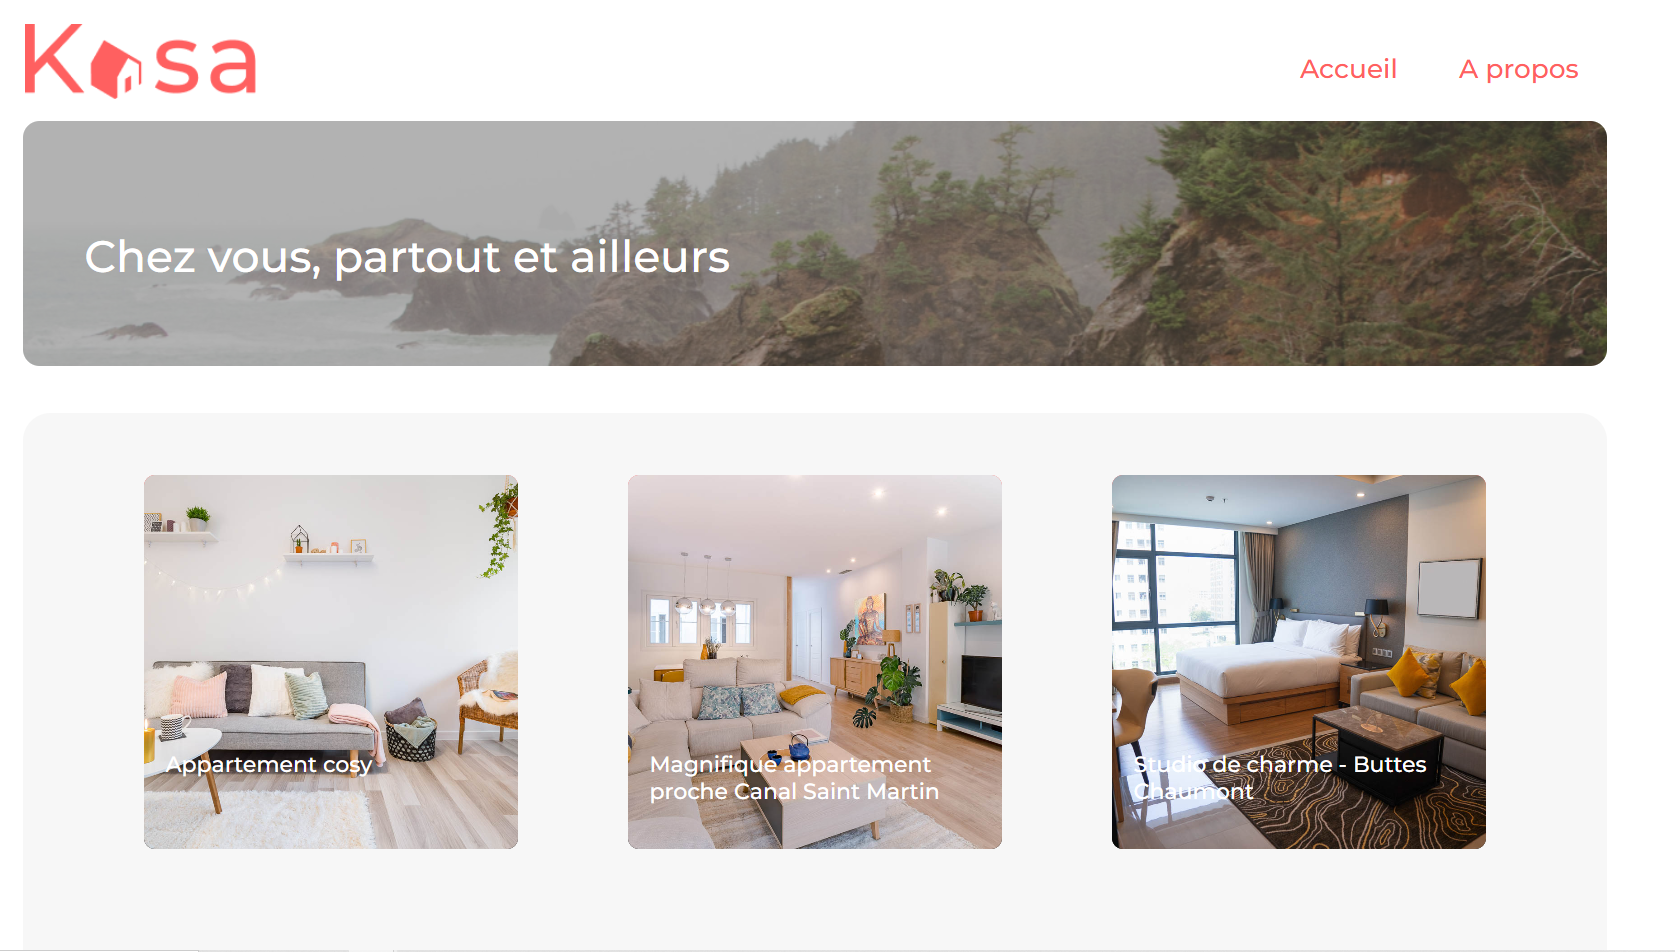 Kasa
Accueil
A propos
Chez vous, partout et ailleurs
Appartement cosy
Magnifique appartement
proche Canal Saint Martin
Studio de charme - Buttes
Chaumont